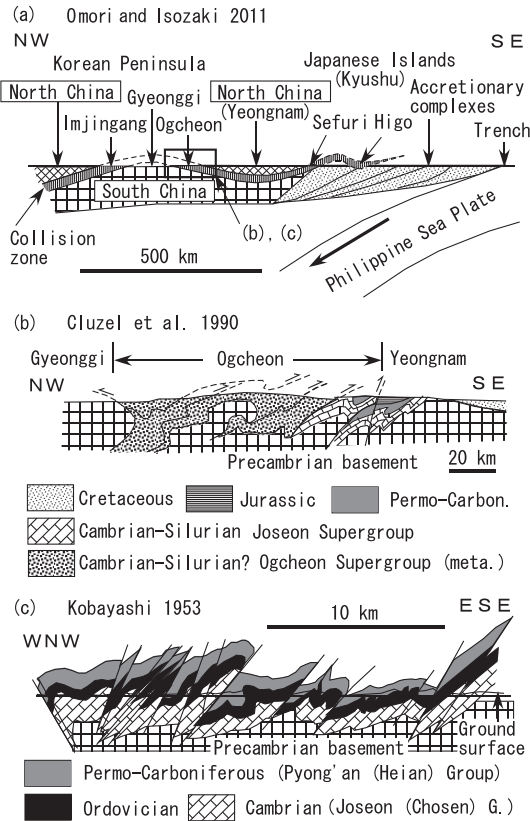 (a) Omori and Isozaki 2011
NW
SE
Korean Peninsula
Japanese Islands
(Kyushu)
Accretionary
complexes
North China
Gyeonggi
North China
(Yeongnam)
Imjingang
Ogcheon
Sefuri Higo
Trench
South China
Collision
zone
(b), (c)
500 km
Philippine Sea Plate
(b) Cluzel et al. 1990
Gyeonggi
Ogcheon
Yeongnam
NW
SE
Precambrian basement
20 km
Cretaceous
Jurassic
Permo-Carbon.
Cambrian-Silurian Joseon Supergroup
Cambrian-Silurian? Ogcheon Supergroup (meta.)
(c) Kobayashi 1953
10 km
ESE
WNW
Precambrian basement
Ground
surface
Permo-Carboniferous (Pyong'an (Heian) Group)
Ordovician
Cambrian (Joseon (Chosen) G.)